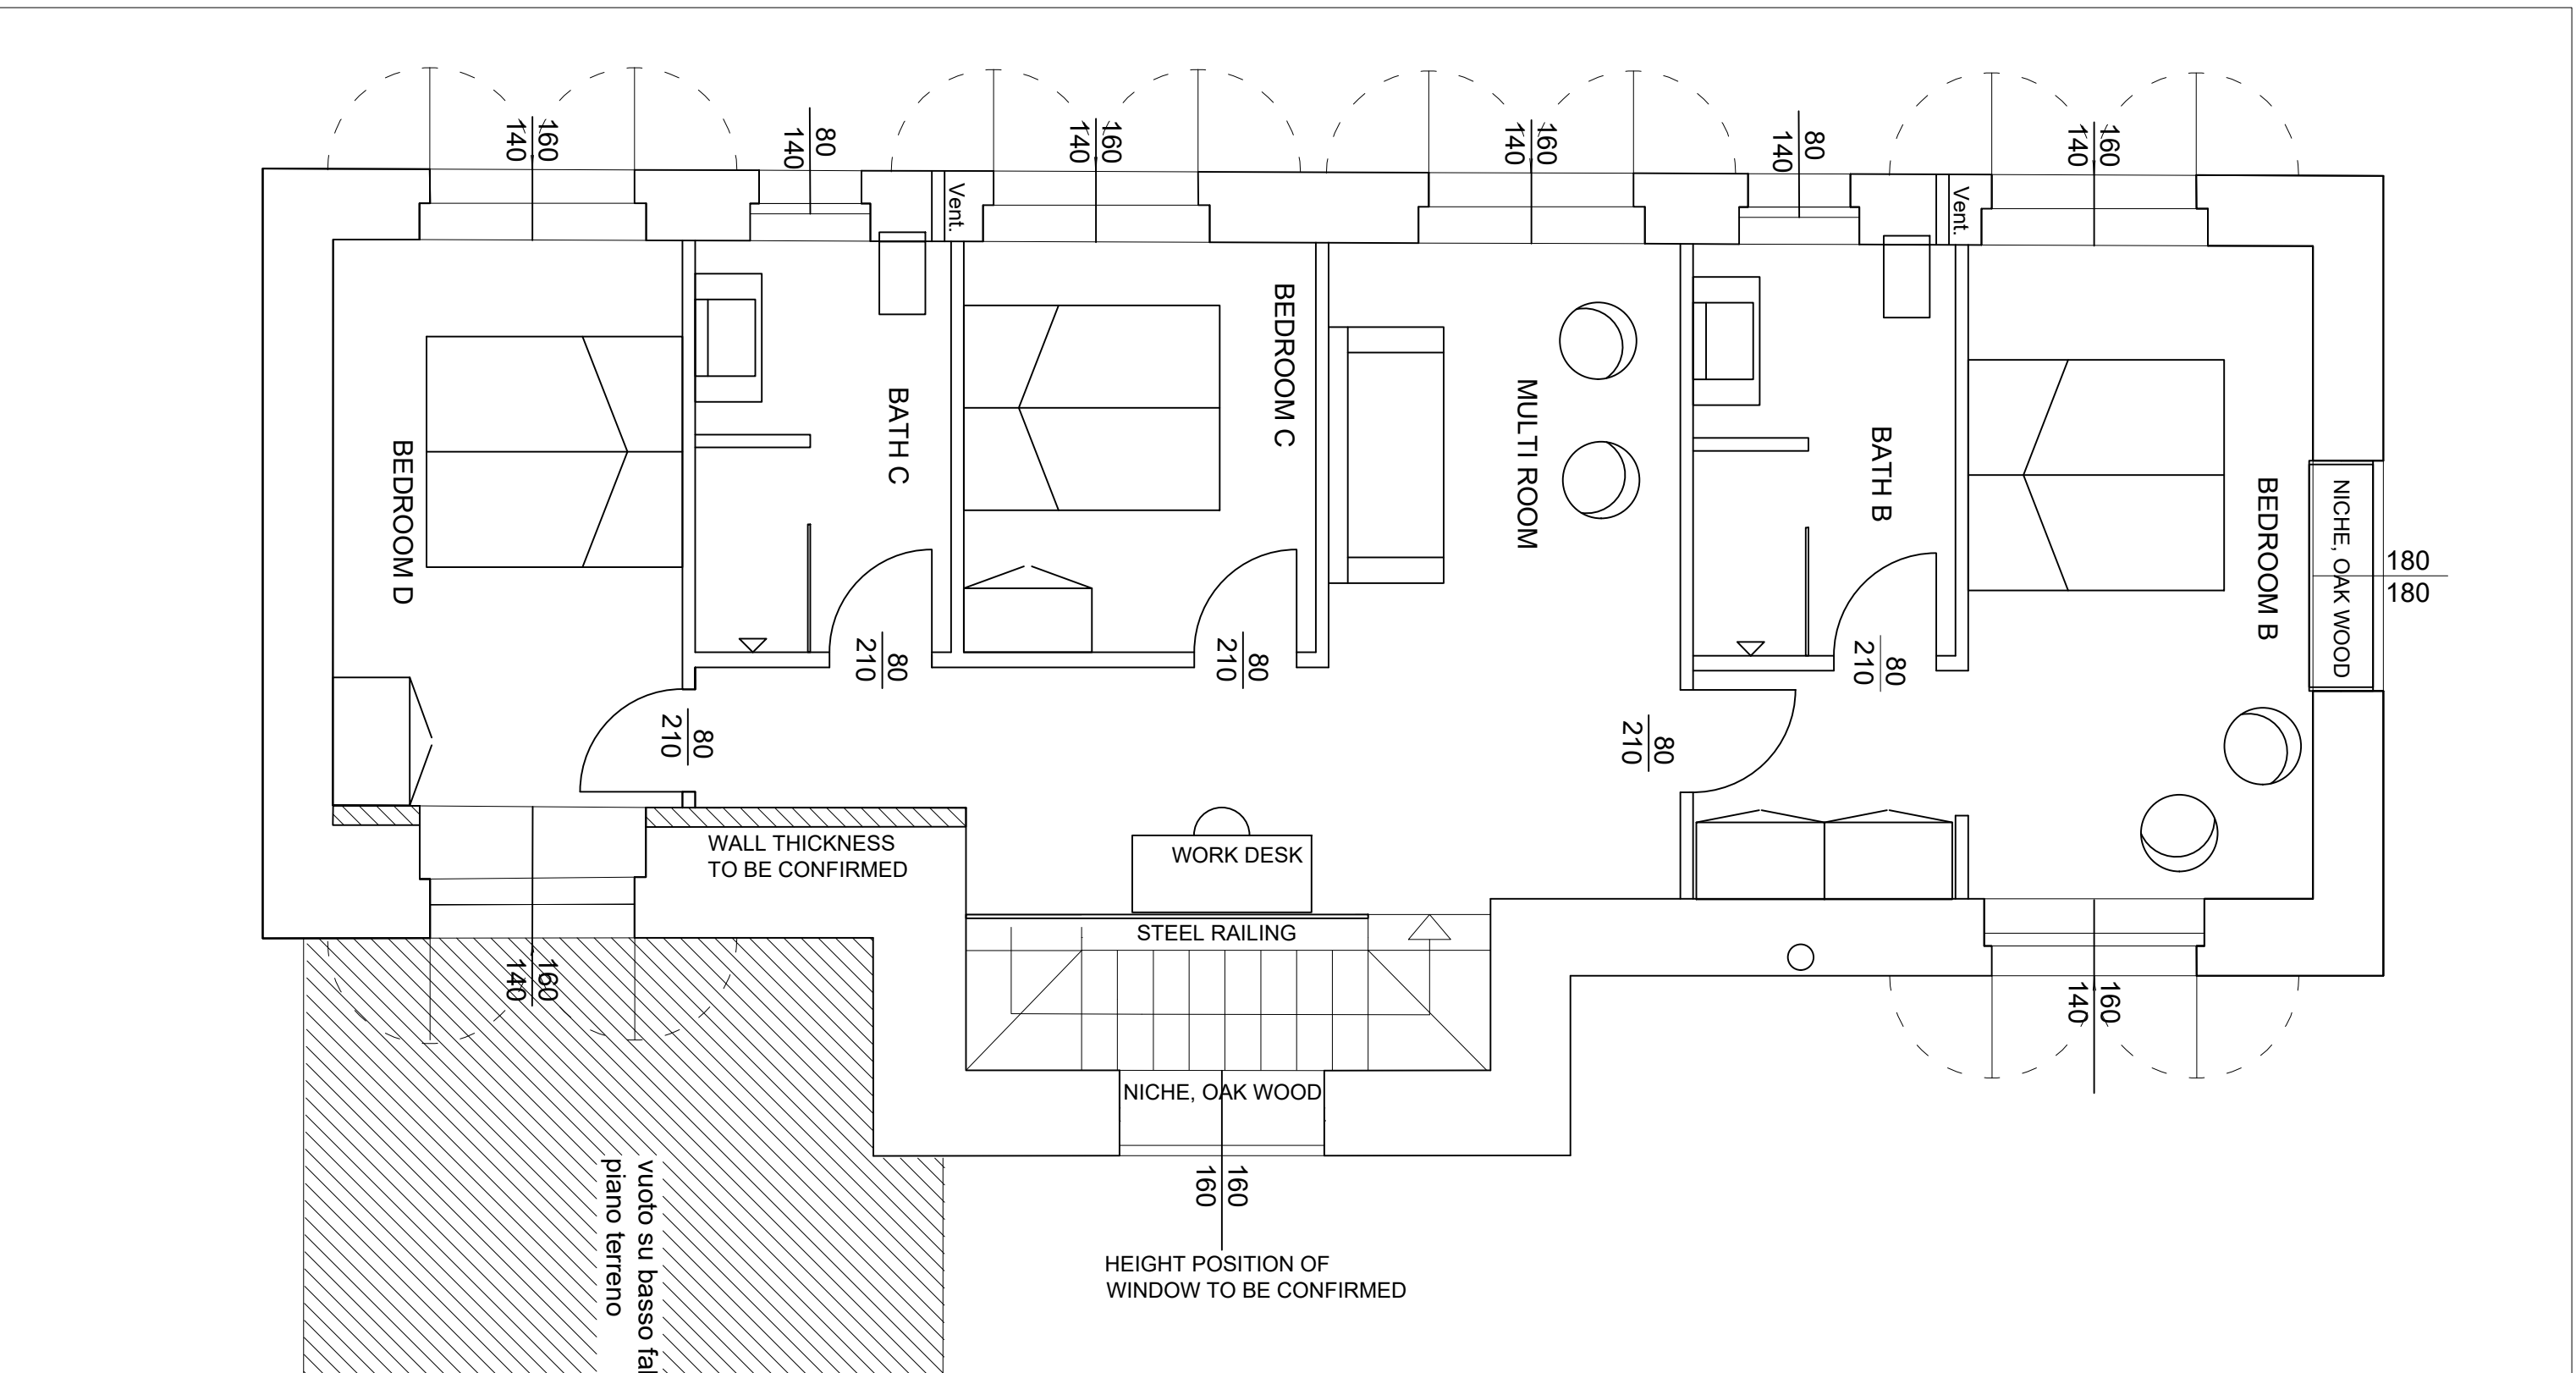 160
140
80
140
160
140
160
140
80
140
160
140
Vent.
Vent.
BEDROOM D
BATH C
BEDROOM C
MULTI ROOM
BATH B
BEDROOM B
NICHE, OAK WOOD
180
180
80
210
80
210
80
210
80
210
80
210
WALL THICKNESS
TO BE CONFIRMED
WORK DESK
STEEL RAILING
160
140
160
140
NICHE, OAK WOOD
160
160
HEIGHT POSITION OF
WINDOW TO BE CONFIRMED
vuoto su basso fal
piano terreno